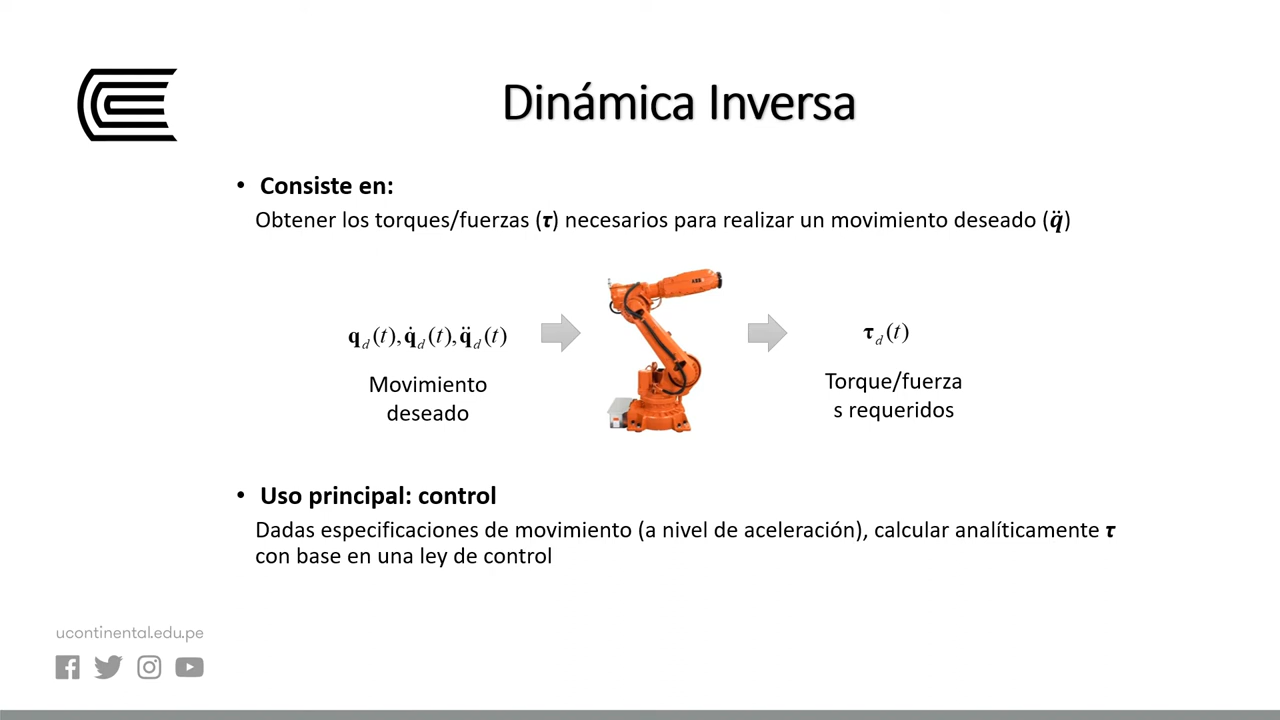 Dinámica Inversa
• Consiste en:
Obtener los torques/fuerzas (τ) necesarios para realizar un movimiento deseado (q̈)
q_d(t), q̇_d(t), q̈_d(t)
τ_d(t)
Movimiento
deseado
Torque/fuerza
s requeridos
• Uso principal: control
Dadas especificaciones de movimiento (a nivel de aceleración), calcular analíticamente τ
con base en una ley de control
ucontinental.edu.pe